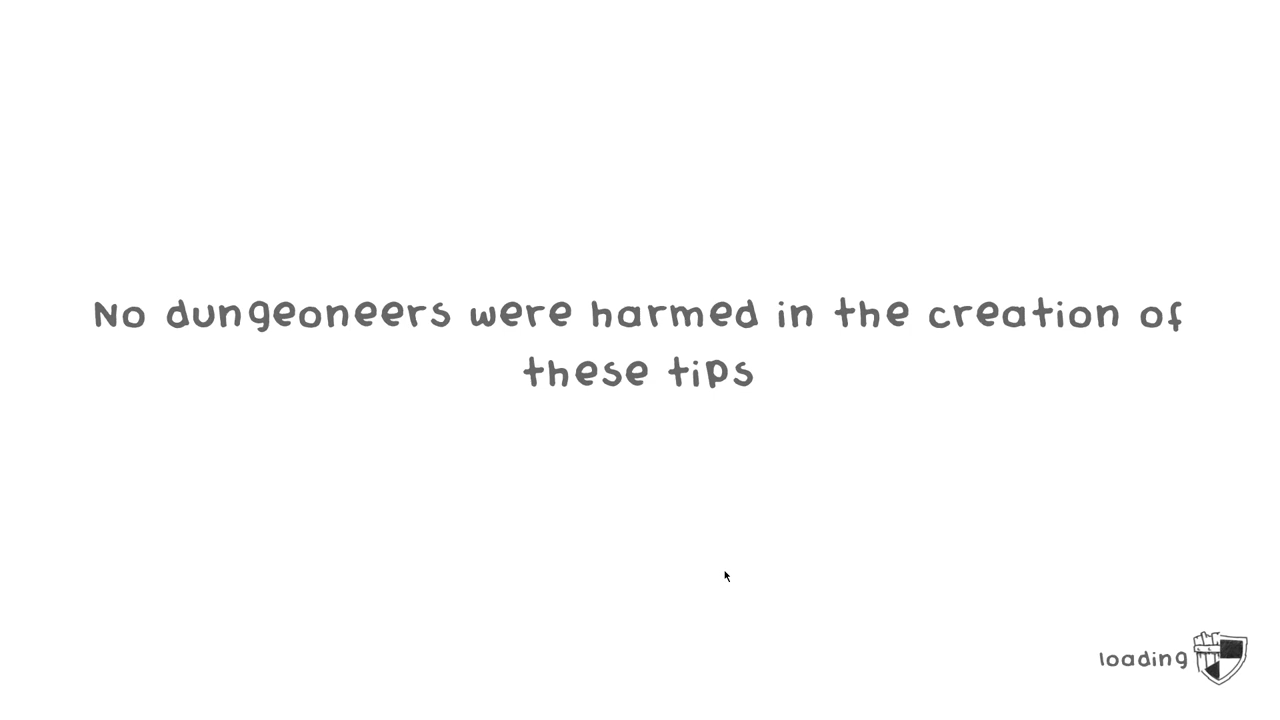 No dungeoneers were harmed in the creation of
these tips
loading